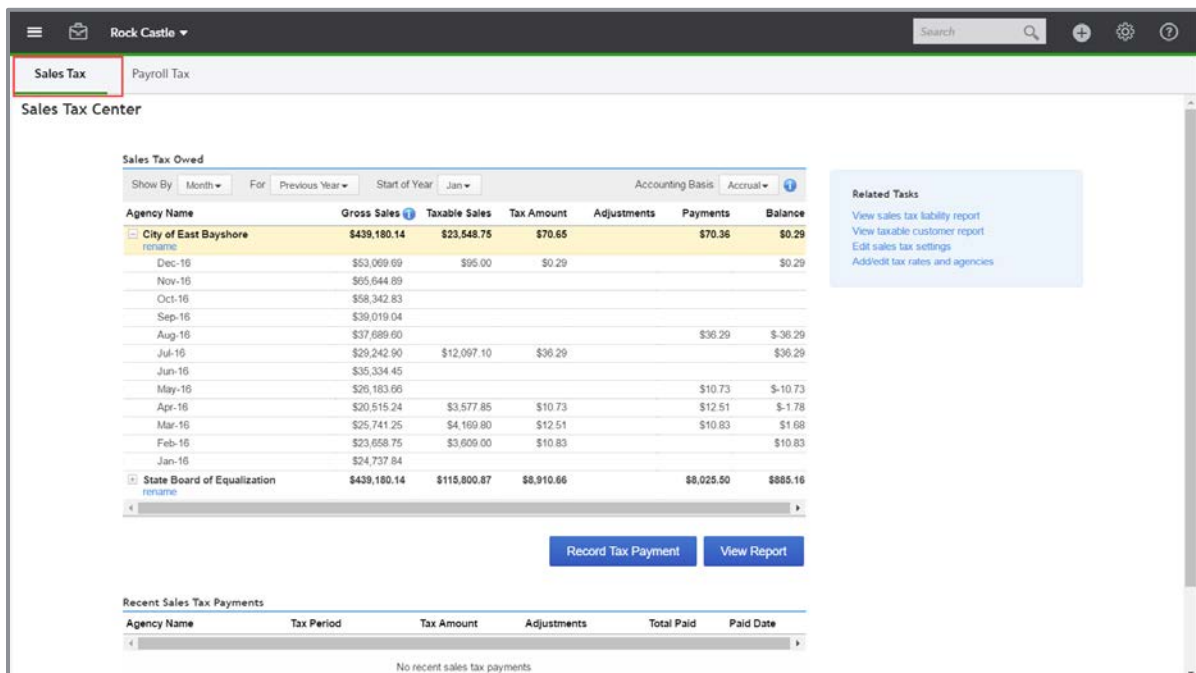 Rock Castle
Search
Sales Tax Payroll Tax
Sales Tax Center
Sales Tax Owed
Show By Month For Previous Year Start of Year Jan Accounting Basis Accrual
Agency Name Gross Sales Taxable Sales Tax Amount Adjustments Payments Balance
City of East Bayshore $439,180.14 $23,548.75 $70.65 $70.36 $0.29
rename
Dec-16 $53,069.69 $95.00 $0.29 $0.29
Nov-16 $65,644.89
Oct-16 $58,342.83
Sep-16 $39,019.04
Aug-16 $37,689.60 $36.29 $-36.29
Jul-16 $29,242.90 $12,097.10 $36.29 $36.29
Jun-16 $35,334.45
May-16 $26,183.66 $10.73 $-10.73
Apr-16 $20,515.24 $3,577.85 $10.73 $12.51 $-1.78
Mar-16 $25,741.25 $4,169.80 $12.51 $10.83 $1.68
Feb-16 $23,658.75 $3,609.00 $10.83 $10.83
Jan-16 $24,737.84
State Board of Equalization $439,180.14 $115,800.87 $8,910.66 $8,025.50 $885.16
rename
Record Tax Payment View Report
Related Tasks
View sales tax liability report
View taxable customer report
Edit sales tax settings
Add/edit tax rates and agencies
Recent Sales Tax Payments
Agency Name Tax Period Tax Amount Adjustments Total Paid Paid Date
No recent sales tax payments